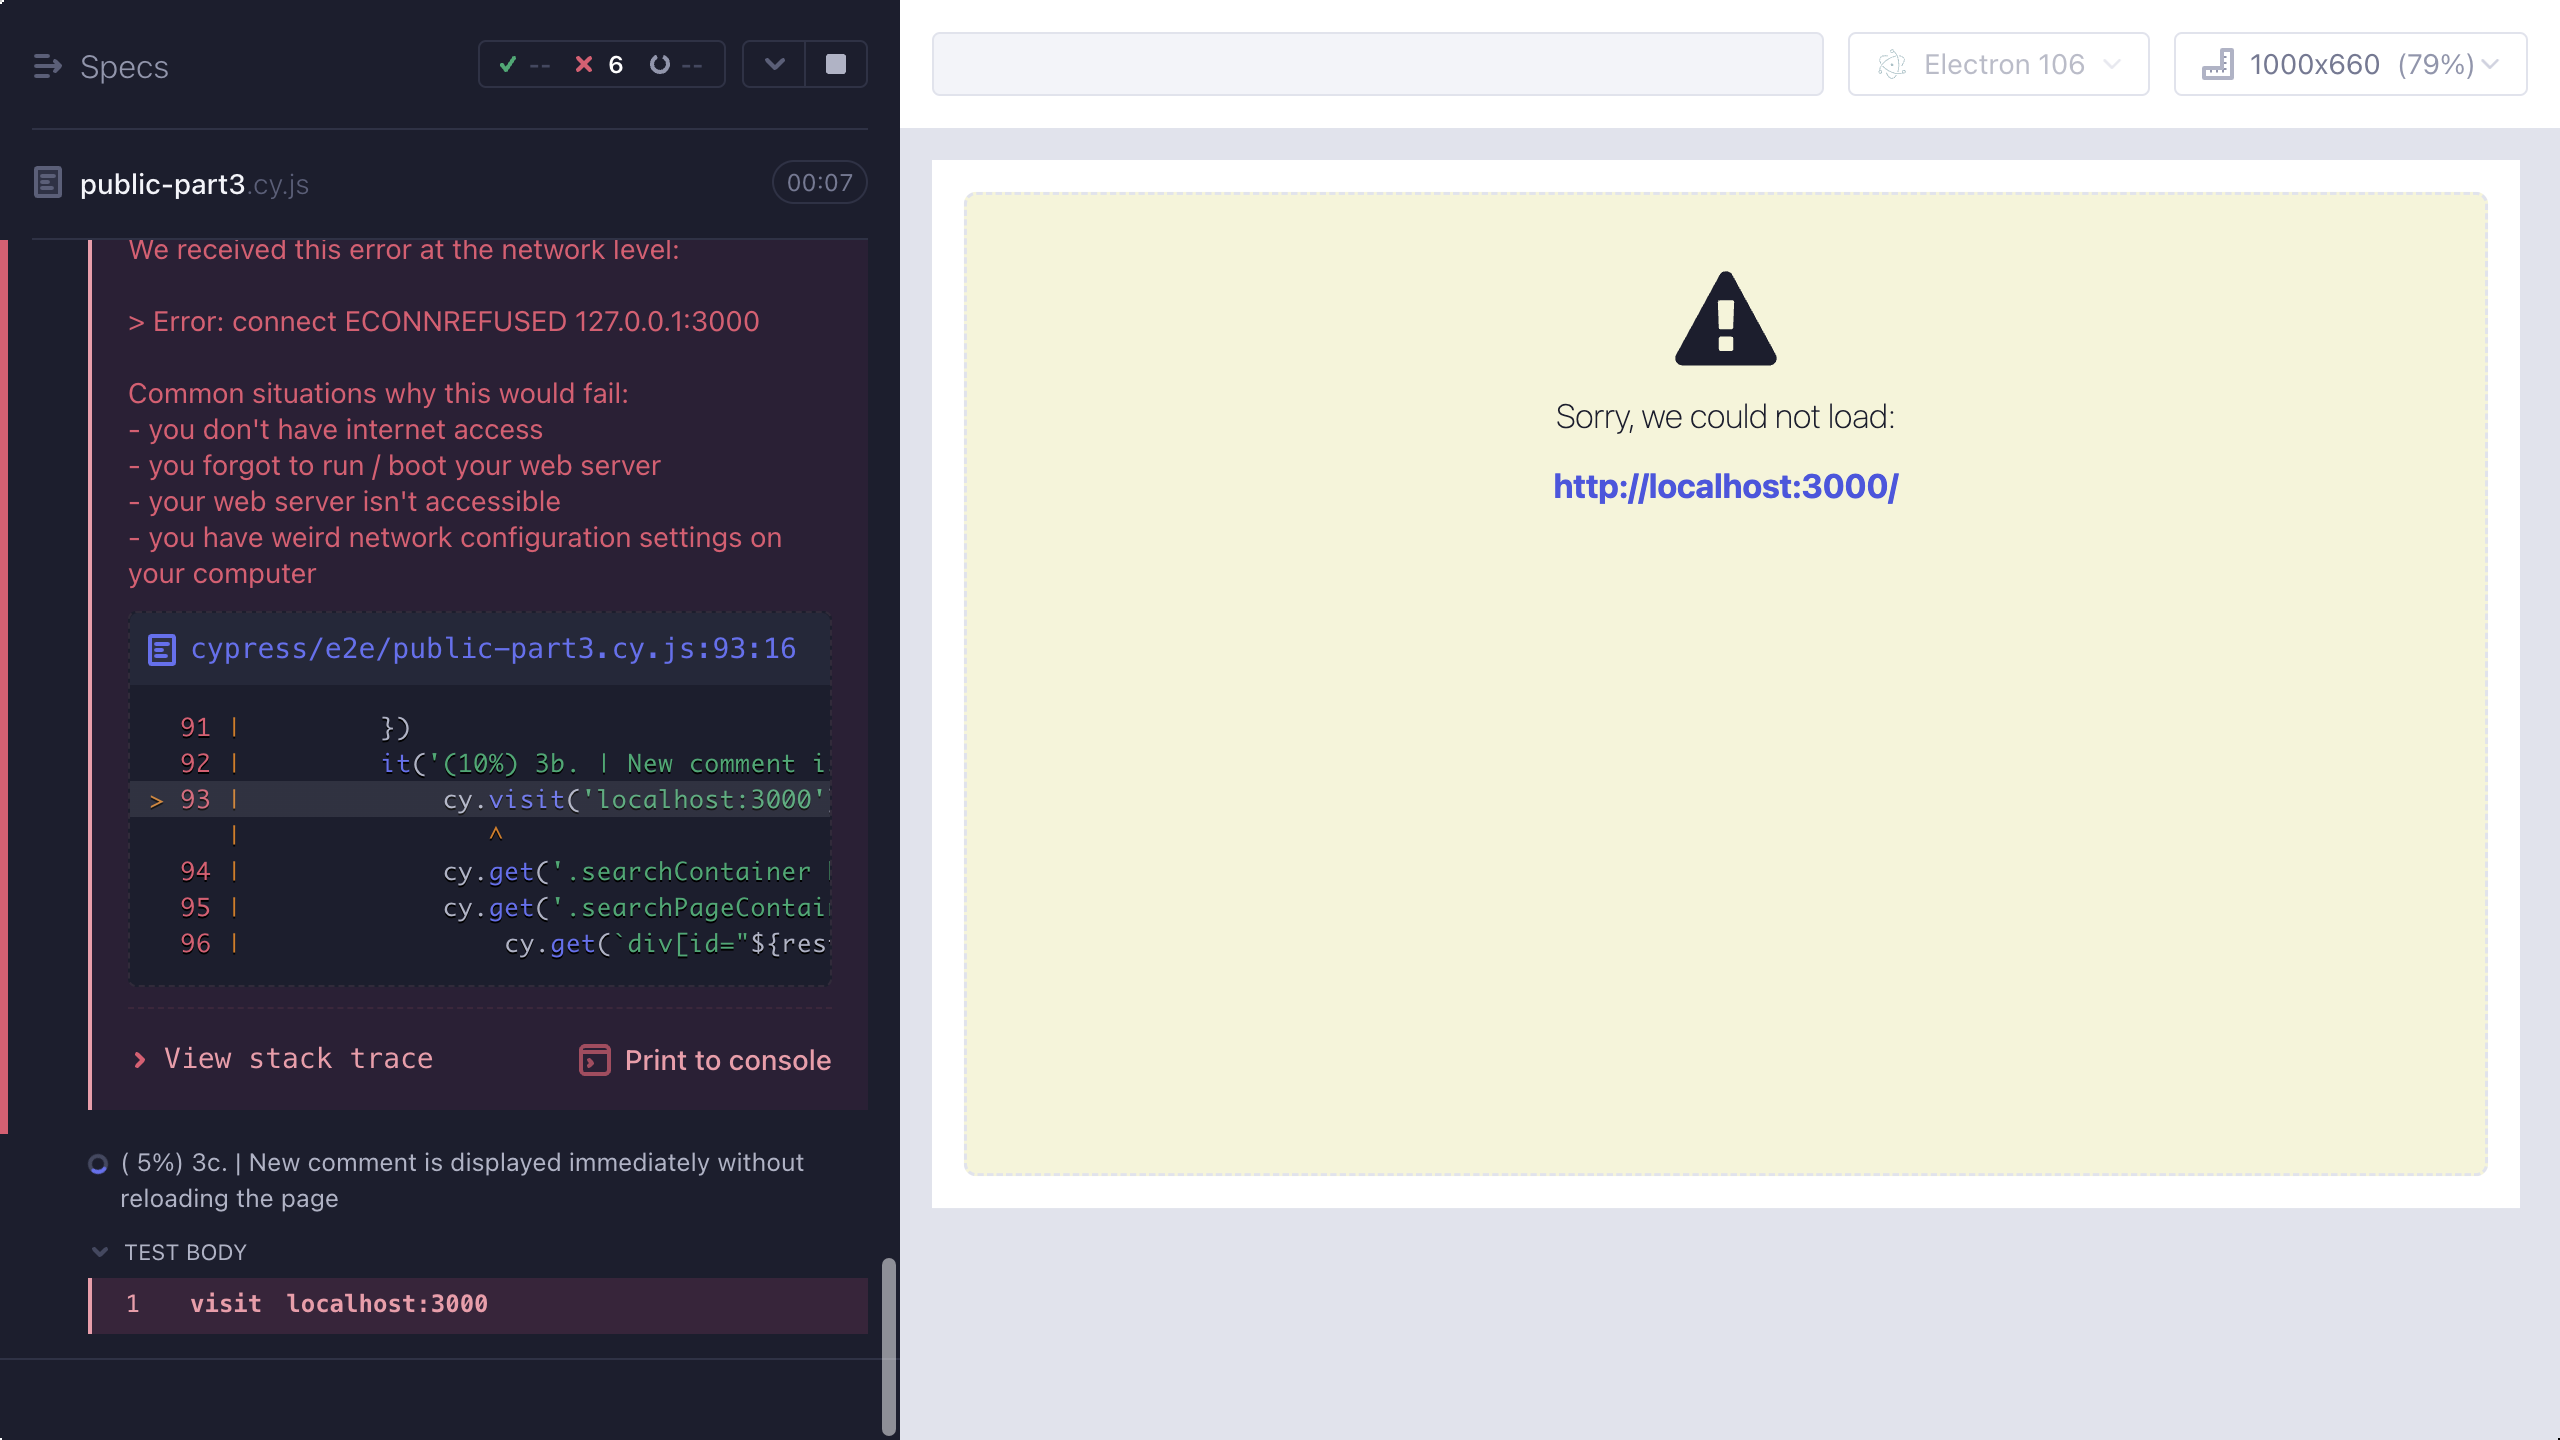 Specs
-- 6 --
public-part3.cy.js
00:07
We received this error at the network level:
> Error: connect ECONNREFUSED 127.0.0.1:3000
Common situations why this would fail:
- you don't have internet access
- you forgot to run / boot your web server
- your web server isn't accessible
- you have weird network configuration settings on
your computer
cypress/e2e/public-part3.cy.js:93:16
91 | })
92 | it('(10%) 3b. | New comment i
> 93 | cy.visit('localhost:3000'
| ^
94 | cy.get('.searchContainer
95 | cy.get('.searchPageContai
96 | cy.get(`div[id="${res
View stack trace
Print to console
( 5%) 3c. | New comment is displayed immediately without
reloading the page
TEST BODY
1 visit localhost:3000
Electron 106
1000x660 (79%)
Sorry, we could not load:
http://localhost:3000/